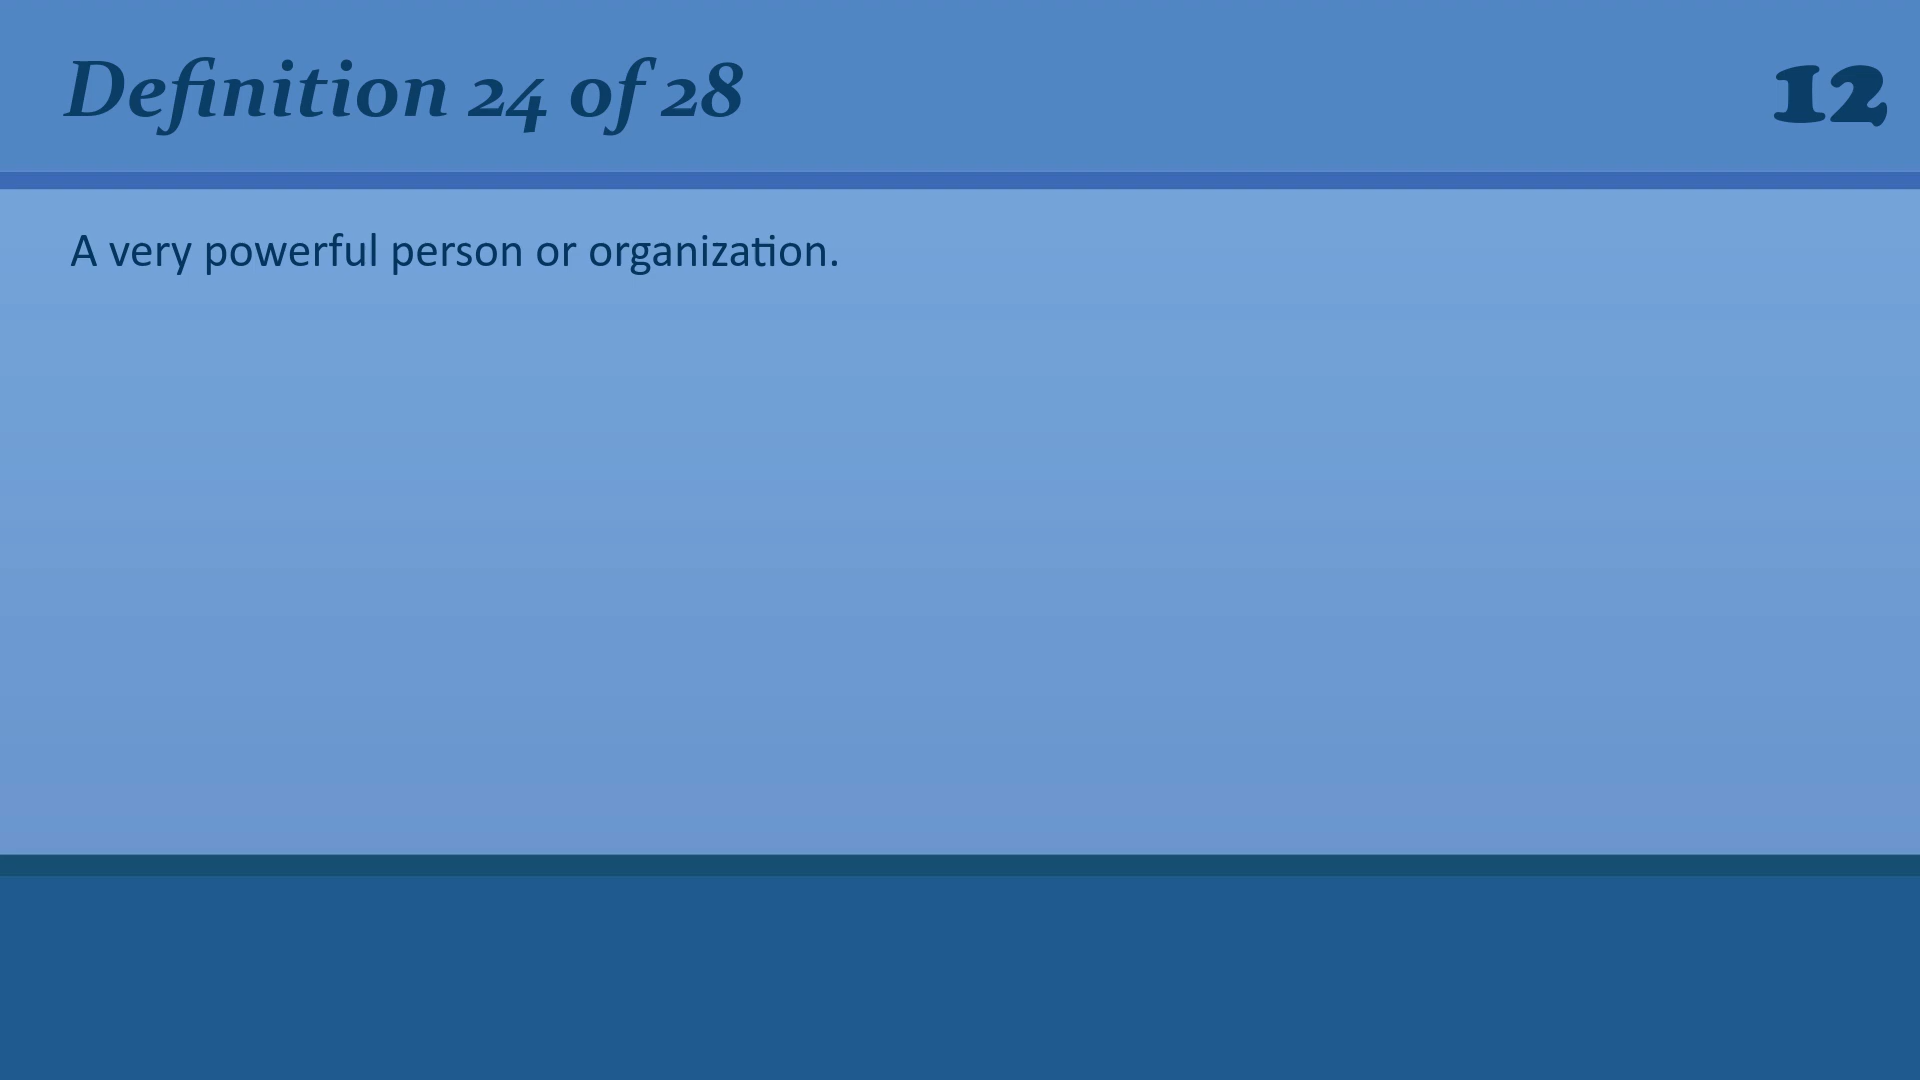 Definition 24 of 28
12
A very powerful person or organization.